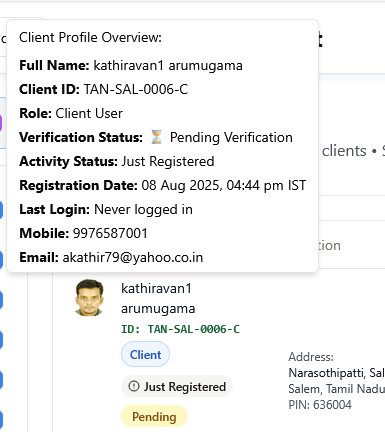 Client Profile Overview:
Full Name: kathiravan1 arumugama
Client ID: TAN-SAL-0006-C
Role: Client User
Verification Status: ⏳ Pending Verification
Activity Status: Just Registered
Registration Date: 08 Aug 2025, 04:44 pm IST
Last Login: Never logged in
Mobile: 9976587001
Email: akathir79@yahoo.co.in
clients • S
kathiravan1
arumugama
ID: TAN-SAL-0006-C
Client
Just Registered
Pending
Address:
Narasothipatti, Sal
Salem, Tamil Nadu
PIN: 636004